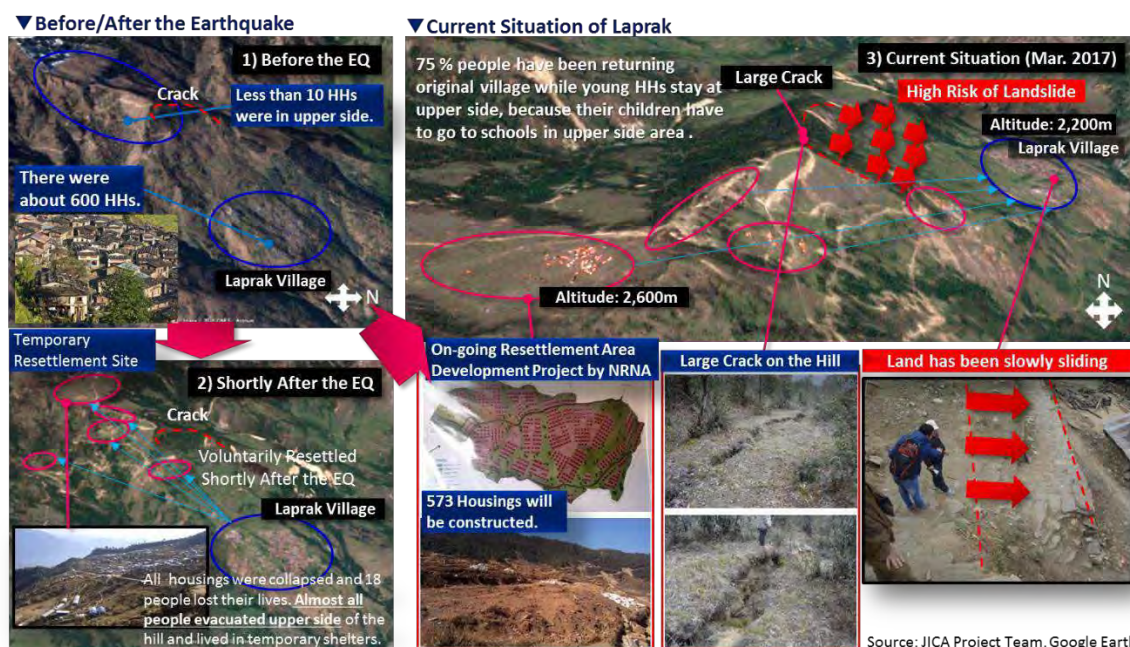 ▼Before/After the Earthquake
1) Before the EQ
Crack
Less than 10 HHs
were in upper side.
There were
about 600 HHs.
Laprak Village
N
Temporary
Resettlement Site
2) Shortly After the EQ
Crack
Voluntarily Resettled
Shortly After the EQ
Laprak Village
All housings were collapsed and 18
people lost their lives. Almost all
people evacuated upper side of the
hill and lived in temporary shelters.
▼Current Situation of Laprak
75 % people have been returning
original village while young HHs stay at
upper side, because their children have
to go to schools in upper side area .
Large Crack
3) Current Situation (Mar. 2017)
High Risk of Landslide
Altitude: 2,200m
Laprak Village
Altitude: 2,600m
N
On-going Resettlement Area
Development Project by NRNA
573 Housings will
be constructed.
Large Crack on the Hill
Land has been slowly sliding
Source: JICA Project Team, Google Earth